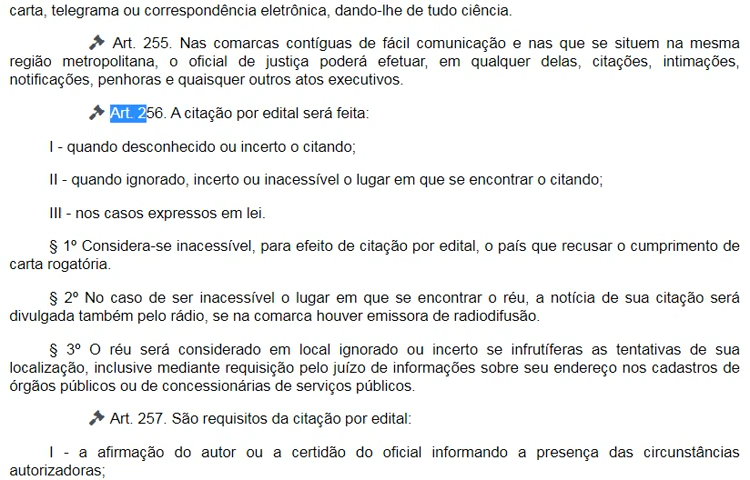 carta, telegrama ou correspondência eletrônica, dando-lhe de tudo ciência.
Art. 255. Nas comarcas contíguas de fácil comunicação e nas que se situem na mesma
região metropolitana, o oficial de justiça poderá efetuar, em qualquer delas, citações, intimações,
notificações, penhoras e quaisquer outros atos executivos.
Art. 256. A citação por edital será feita:
I - quando desconhecido ou incerto o citando;
II - quando ignorado, incerto ou inacessível o lugar em que se encontrar o citando;
III - nos casos expressos em lei.
§ 1º Considera-se inacessível, para efeito de citação por edital, o país que recusar o cumprimento de
carta rogatória.
§ 2º No caso de ser inacessível o lugar em que se encontrar o réu, a notícia de sua citação será
divulgada também pelo rádio, se na comarca houver emissora de radiodifusão.
§ 3º O réu será considerado em local ignorado ou incerto se infrutíferas as tentativas de sua
localização, inclusive mediante requisição pelo juízo de informações sobre seu endereço nos cadastros de
órgãos públicos ou de concessionárias de serviços públicos.
Art. 257. São requisitos da citação por edital:
I - a afirmação do autor ou a certidão do oficial informando a presença das circunstâncias
autorizadoras;